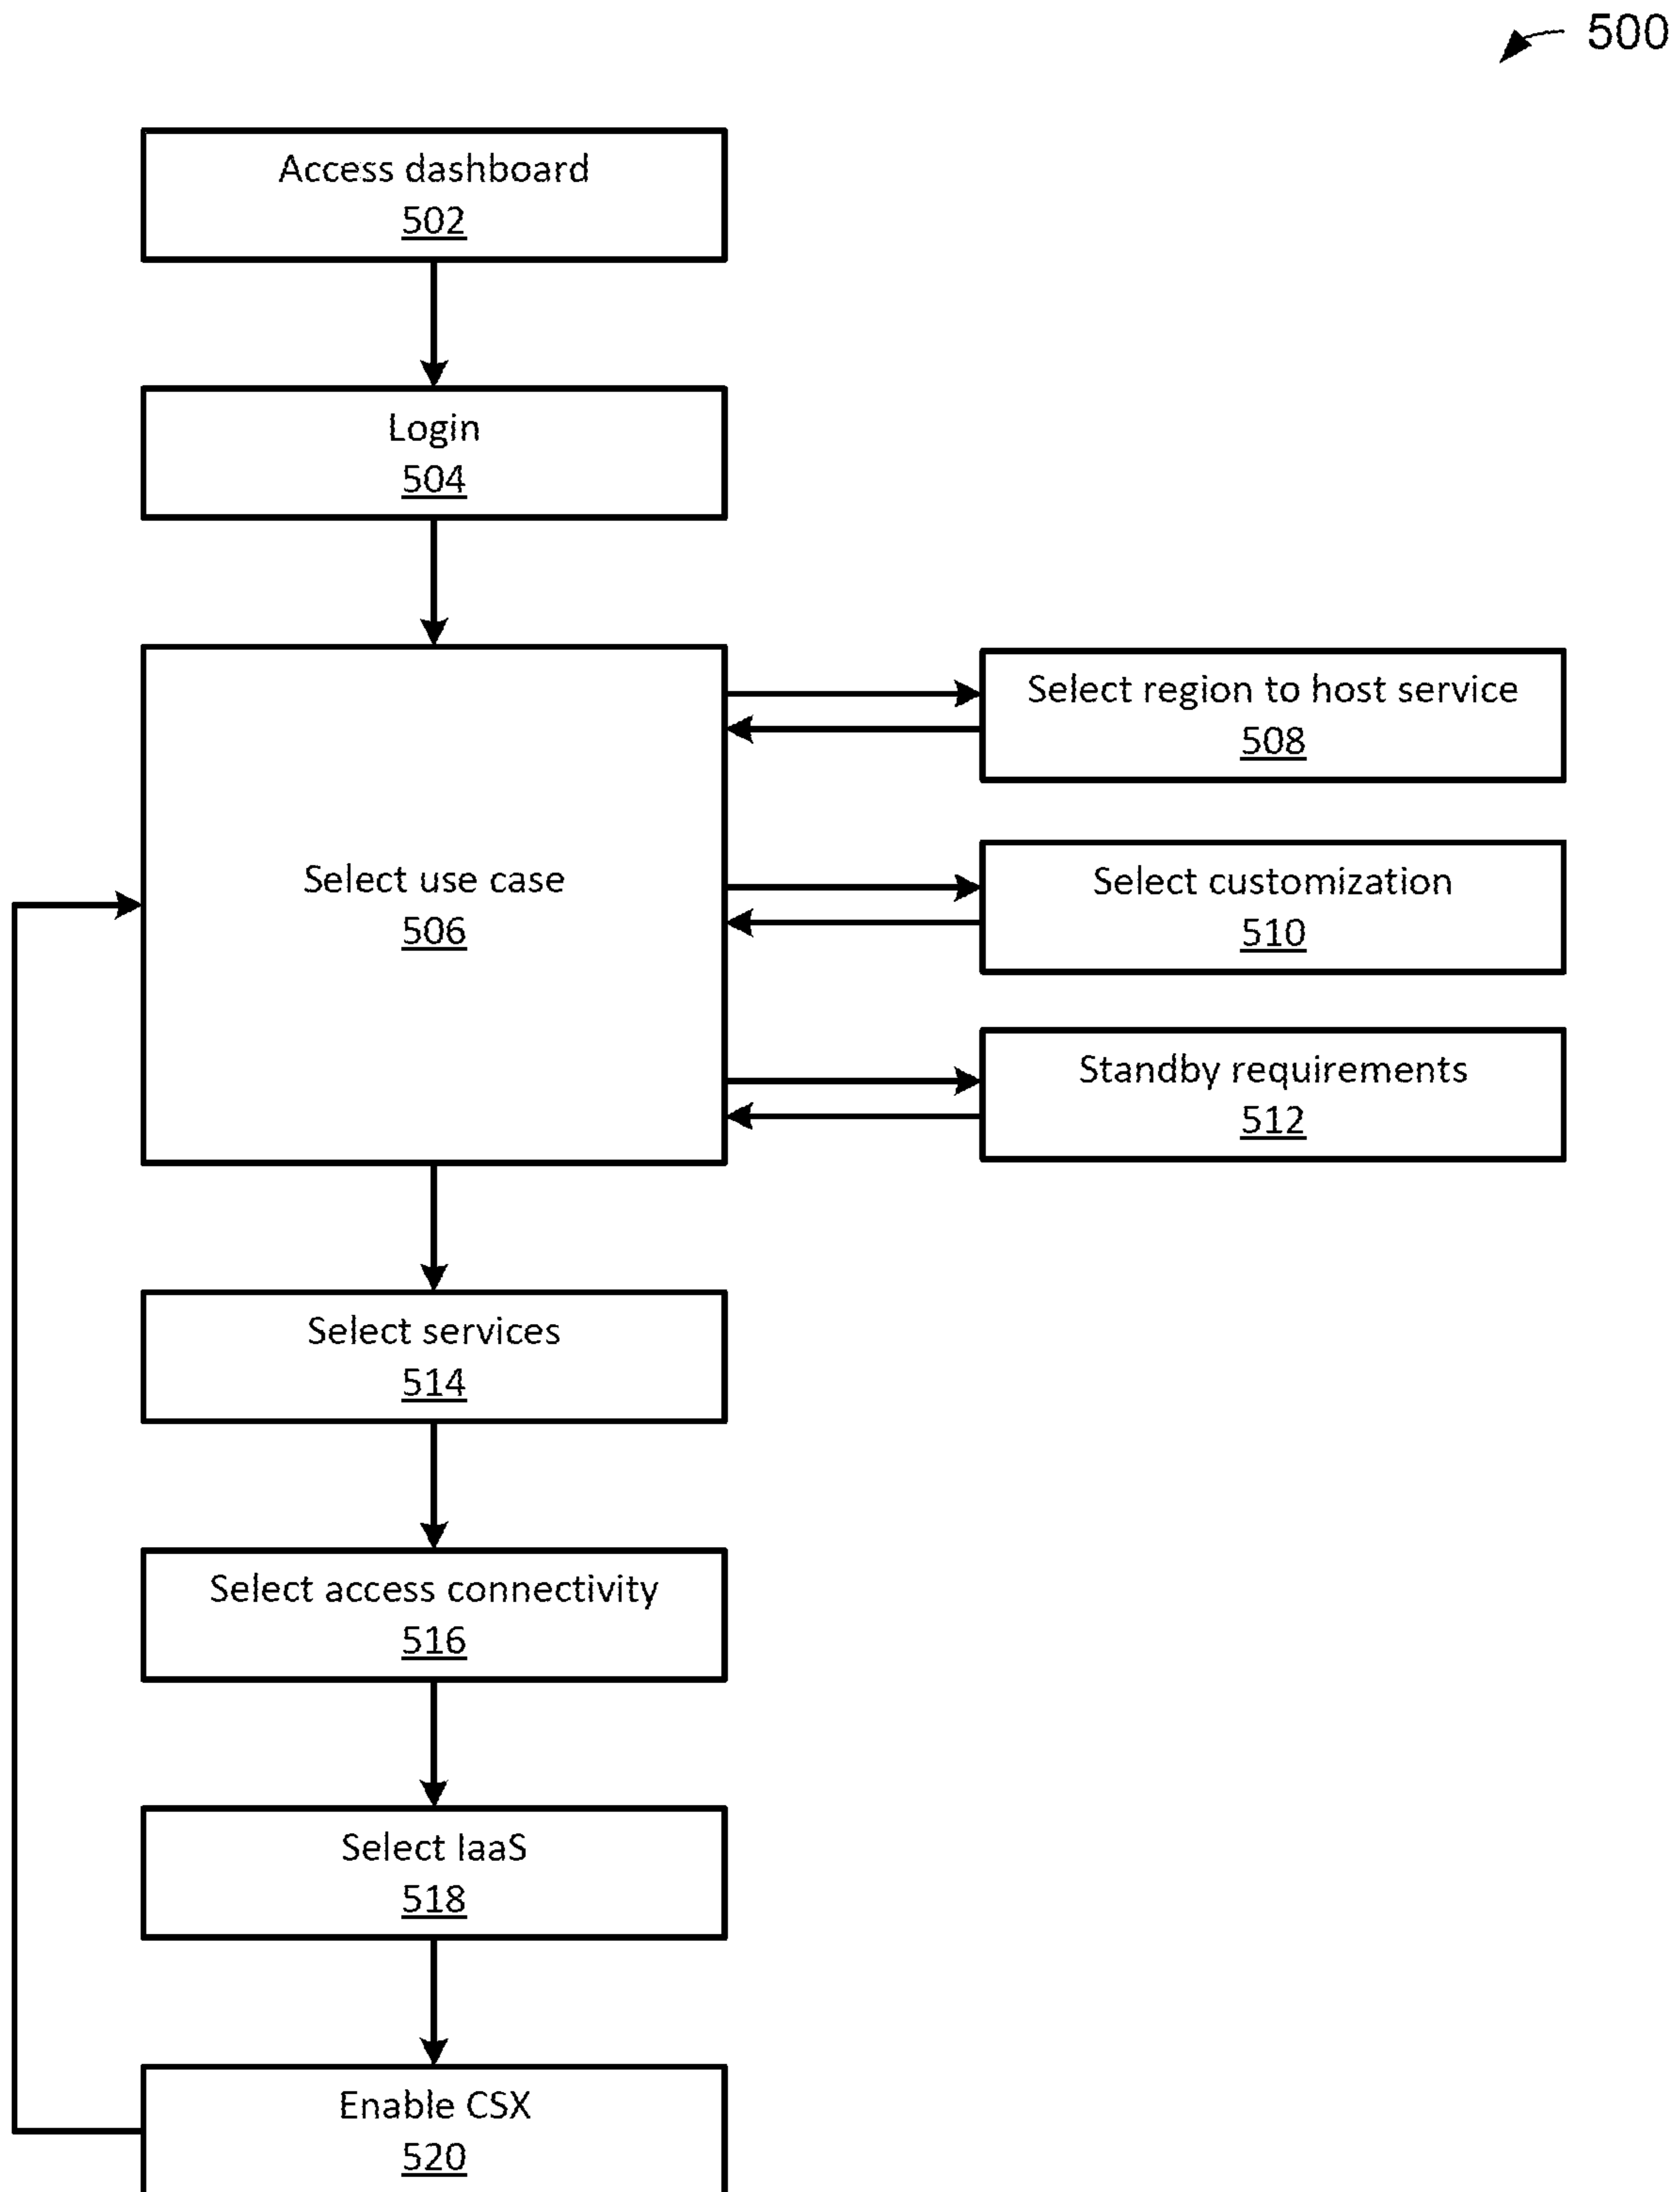 500
Access dashboard
502
Login
504
Select use case
506
Select region to host service
508
Select customization
510
Standby requirements
512
Select services
514
Select access connectivity
516
Select IaaS
518
Enable CSX
520